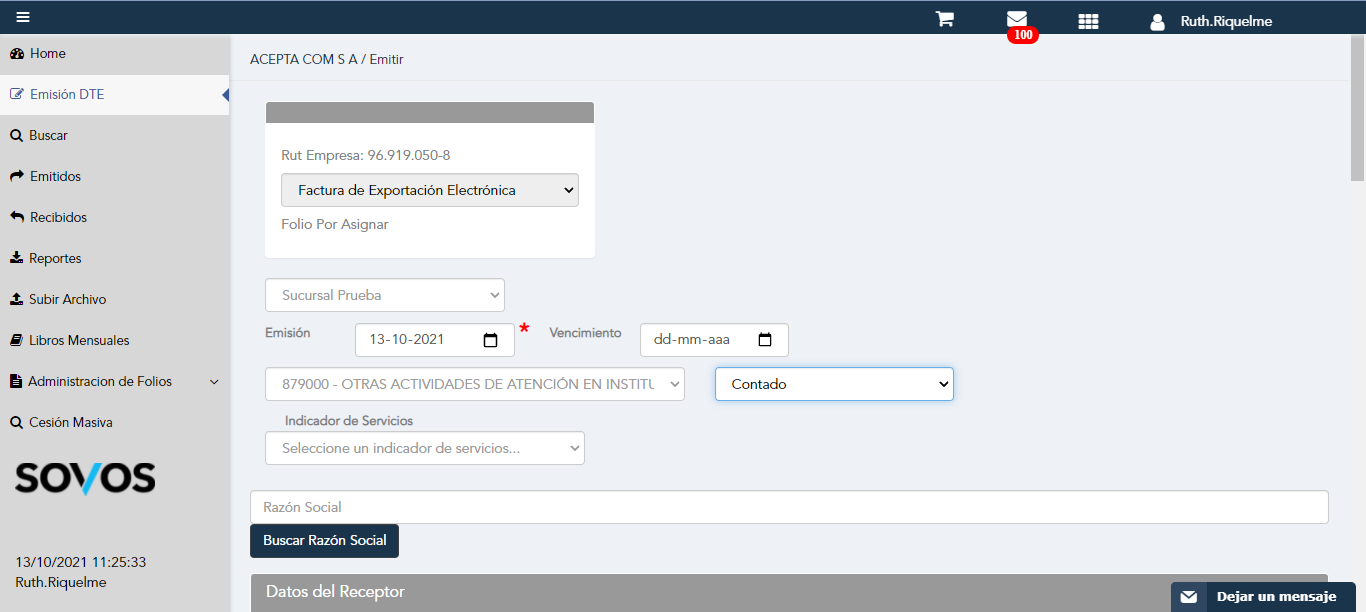 100
Ruth.Riquelme
Home
Emisión DTE
Buscar
Emitidos
Recibidos
Reportes
Subir Archivo
Libros Mensuales
Administracion de Folios
Cesión Masiva
SOVOS
13/10/2021 11:25:33
Ruth.Riquelme
ACEPTA COM S A / Emitir
Rut Empresa: 96.919.050-8
Factura de Exportación Electrónica
Folio Por Asignar
Sucursal Prueba
Emisión 13-10-2021 * Vencimiento dd-mm-aaa
879000 - OTRAS ACTIVIDADES DE ATENCIÓN EN INSTITU Contado
Indicador de Servicios
Seleccione un indicador de servicios...
Razón Social
Buscar Razón Social
Datos del Receptor
Dejar un mensaje